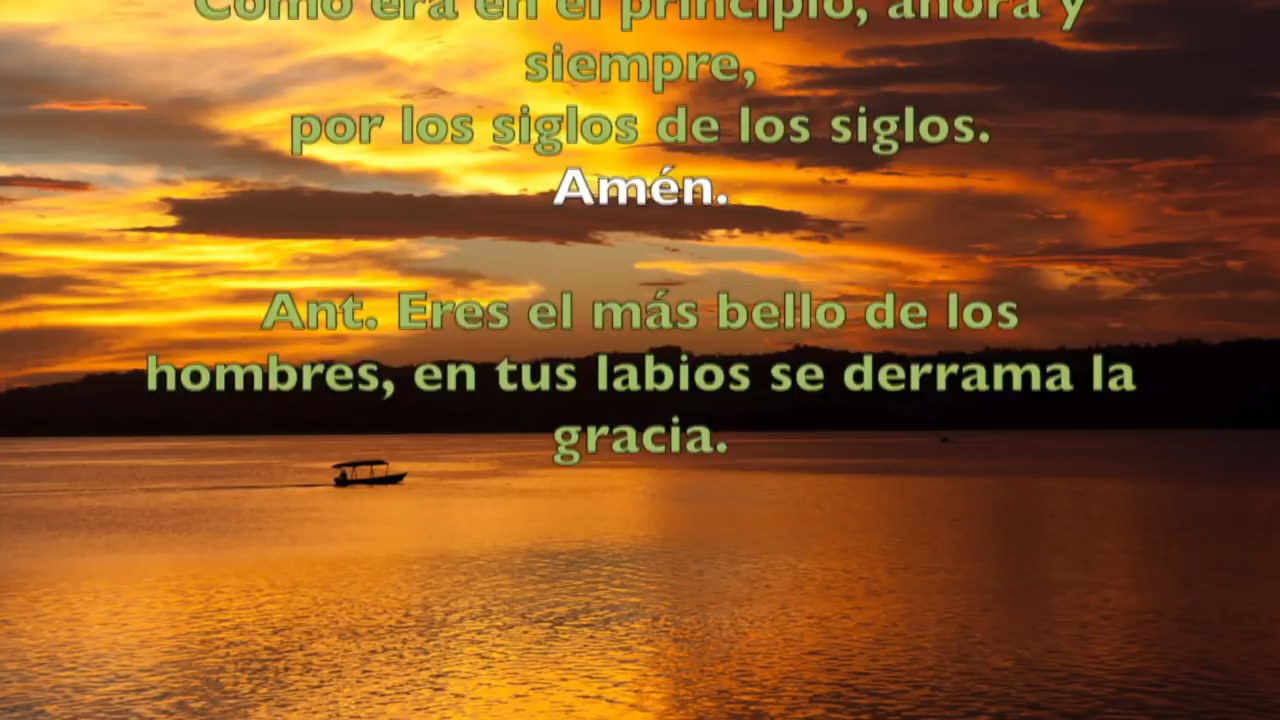 Como era en el principio, ahora y
siempre,
por los siglos de los siglos.
Amén.
Ant. Eres el más bello de los
hombres, en tus labios se derrama la
gracia.